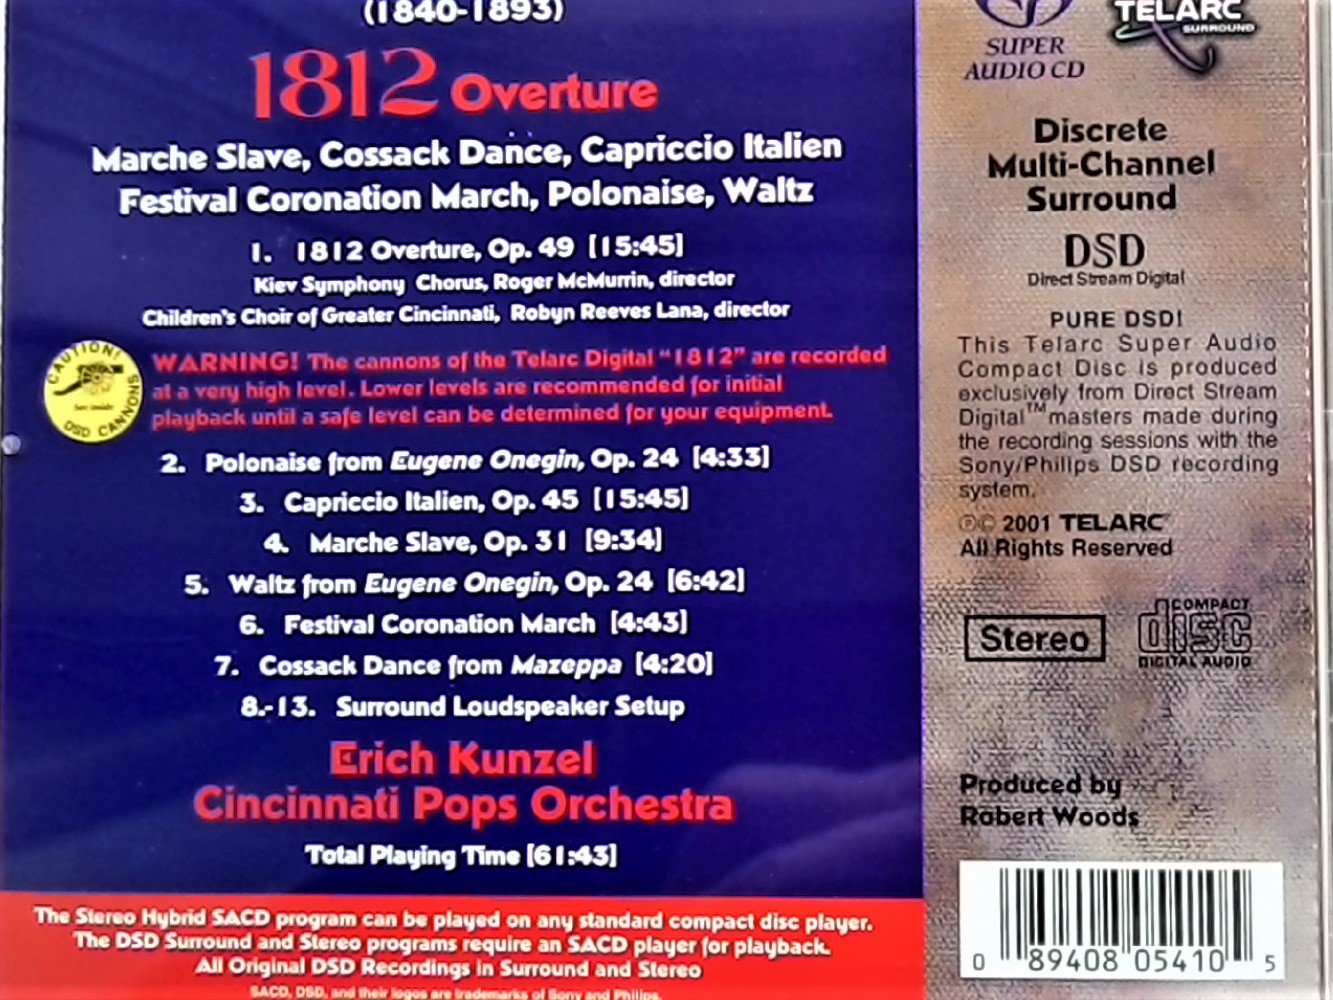 (1840-1893)
1812 Overture
Marche Slave, Cossack Dance, Capriccio Italien
Festival Coronation March, Polonaise, Waltz
1. 1812 Overture, Op. 49 [15:45]
Kiev Symphony Chorus, Roger McMurrin, director
Children's Choir of Greater Cincinnati, Robyn Reeves Lana, director
CAUTION!
See inside
DSD CANNONS
WARNING! The cannons of the Telarc Digital "1812" are recorded
at a very high level. Lower levels are recommended for initial
playback until a safe level can be determined for your equipment.
2. Polonaise from Eugene Onegin, Op. 24 [4:33]
3. Capriccio Italien, Op. 45 [15:45]
4. Marche Slave, Op. 31 [9:34]
5. Waltz from Eugene Onegin, Op. 24 [6:42]
6. Festival Coronation March [4:43]
7. Cossack Dance from Mazeppa [4:20]
8.-13. Surround Loudspeaker Setup
Erich Kunzel
Cincinnati Pops Orchestra
Total Playing Time [61:43]
The Stereo Hybrid SACD program can be played on any standard compact disc player.
The DSD Surround and Stereo programs require an SACD player for playback.
All Original DSD Recordings in Surround and Stereo
SACD, DSD, and their logos are trademarks of Sony and Philips.
SUPER
AUDIO CD
TELARC
SURROUND
Discrete
Multi-Channel
Surround
DSD
Direct Stream Digital
PURE DSD!
This Telarc Super Audio
Compact Disc is produced
exclusively from Direct Stream
Digital™ masters made during
the recording sessions with the
Sony/Philips DSD recording
system.
℗© 2001 TELARC
All Rights Reserved
Stereo
COMPACT
disc
DIGITAL AUDIO
Produced by
Robert Woods
0 89408 05410 5